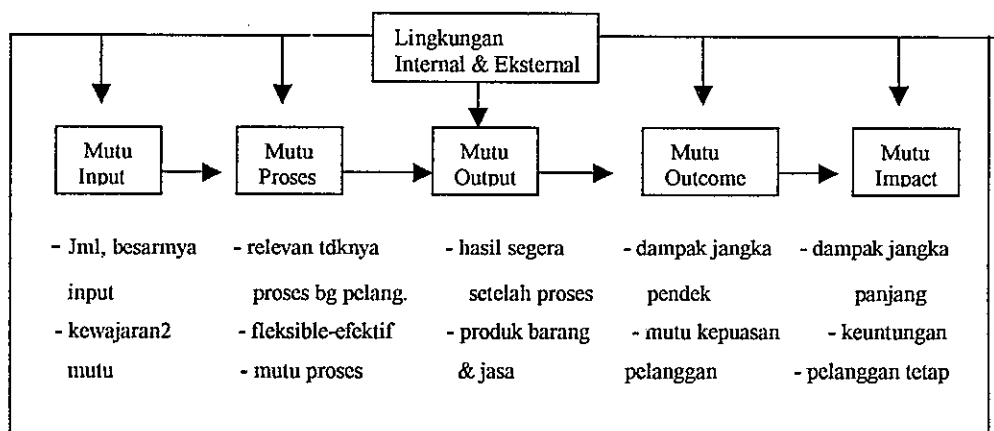 Lingkungan
Internal & Eksternal
Mutu
Input
Mutu
Proses
Mutu
Output
Mutu
Outcome
Mutu
Impact
- Jml, besarnya
input
- kewajaran2
mutu
- relevan tdknya
proses bg pelang.
- fleksible-efektif
- mutu proses
- hasil segera
setelah proses
- produk barang
& jasa
- dampak jangka
pendek
- mutu kepuasan
pelanggan
- dampak jangka
panjang
- keuntungan
- pelanggan tetap